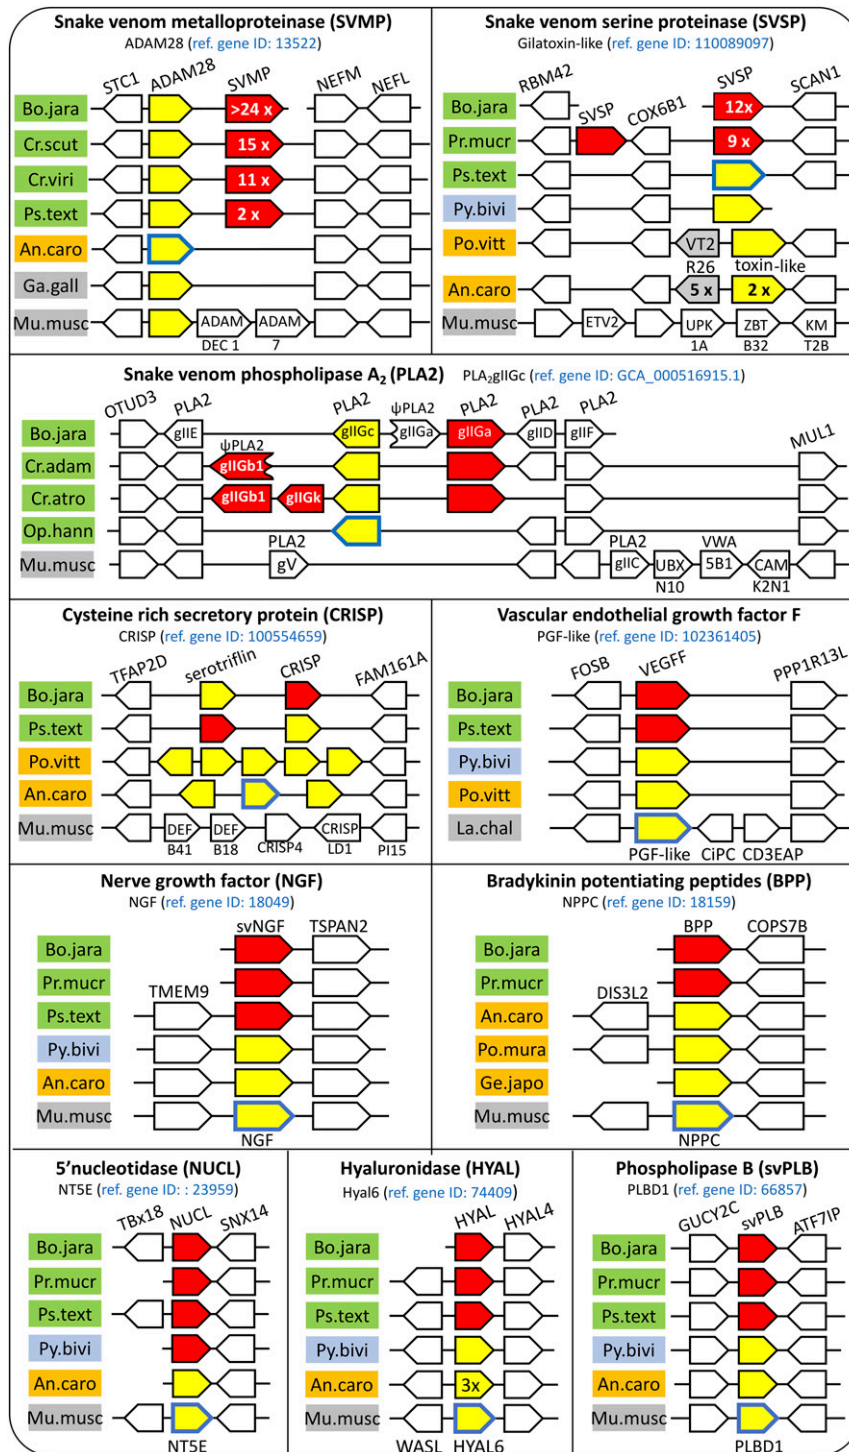 Snake venom metalloproteinase (SVMP)
ADAM28 (ref. gene ID: 13522)
STC1 ADAM28 SVMP NEFM NEFL
Bo.jara >24 x
Cr.scut 15 x
Cr.viri 11 x
Ps.text 2 x
An.caro
Ga.gall
Mu.musc ADAM ADAM
DEC 1 7
Snake venom serine proteinase (SVSP)
Gilatoxin-like (ref. gene ID: 110089097)
RBM42 SVSP SCAN1
Bo.jara 12x
SVSP COX6B1
Pr.mucr 9 x
Ps.text
Py.bivi
Po.vitt VT2
R26 toxin-like
An.caro 5 x 2 x
Mu.musc ETV2 UPK ZBT KM
1A B32 T2B
Snake venom phospholipase A₂ (PLA2) PLA₂gIIGc (ref. gene ID: GCA_000516915.1)
OTUD3 PLA2 PLA2 ψPLA2 PLA2 PLA2 PLA2
Bo.jara gIIE gIIGc gIIGa gIIGa gIID gIIF
ψPLA2 MUL1
Cr.adam gIIGb1
Cr.atro gIIGb1 gIIGk
Op.hann
PLA2 PLA2 VWA
Mu.musc gV gIIC UBX 5B1 CAM
N10 K2N1
Cysteine rich secretory protein (CRISP)
CRISP (ref. gene ID: 100554659)
TFAP2D serotriflin CRISP FAM161A
Bo.jara
Ps.text
Po.vitt
An.caro
Mu.musc DEF DEF CRISP
B41 B18 CRISP4 LD1 PI15
Vascular endothelial growth factor F
PGF-like (ref. gene ID: 102361405)
FOSB VEGFF PPP1R13L
Bo.jara
Ps.text
Py.bivi
Po.vitt
La.chal
PGF-like CiPC CD3EAP
Nerve growth factor (NGF)
NGF (ref. gene ID: 18049)
svNGF TSPAN2
Bo.jara
Pr.mucr
TMEM9
Ps.text
Py.bivi
An.caro
Mu.musc
NGF
Bradykinin potentiating peptides (BPP)
NPPC (ref. gene ID: 18159)
BPP COPS7B
Bo.jara
Pr.mucr
DIS3L2
An.caro
Po.mura
Ge.japo
Mu.musc
NPPC
5'nucleotidase (NUCL)
NT5E (ref. gene ID: : 23959)
TBx18 NUCL SNX14
Bo.jara
Pr.mucr
Ps.text
Py.bivi
An.caro
Mu.musc
NT5E
Hyaluronidase (HYAL)
Hyal6 (ref. gene ID: 74409)
HYAL HYAL4
Bo.jara
Pr.mucr
Ps.text
Py.bivi
An.caro 3x
Mu.musc
WASL HYAL6
Phospholipase B (svPLB)
PLBD1 (ref. gene ID: 66857)
GUCY2C svPLB ATF7IP
Bo.jara
Pr.mucr
Ps.text
Py.bivi
An.caro
Mu.musc
PLBD1